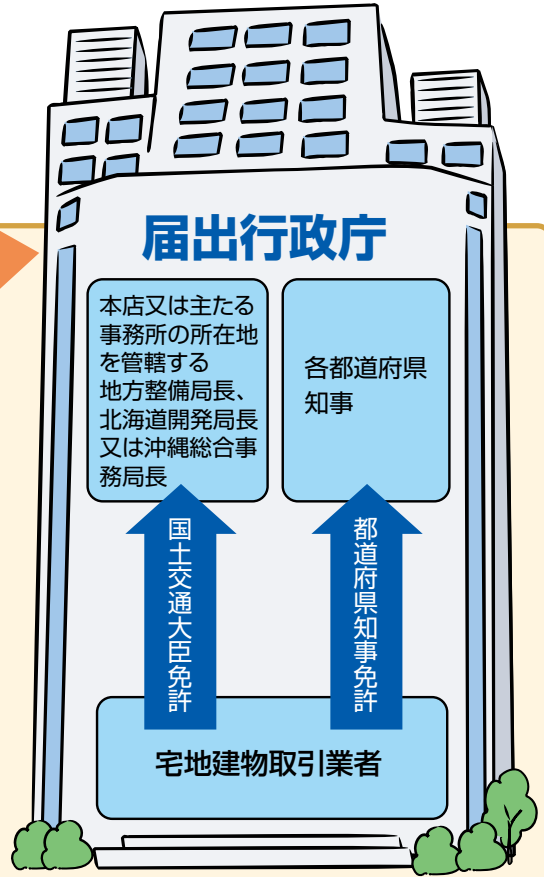 届出行政庁
本店又は主たる
事務所の所在地
を管轄する
地方整備局長、
北海道開発局長
又は沖縄総合事
務局長
各都道府県
知事
国土交通大臣免許
都道府県知事免許
宅地建物取引業者